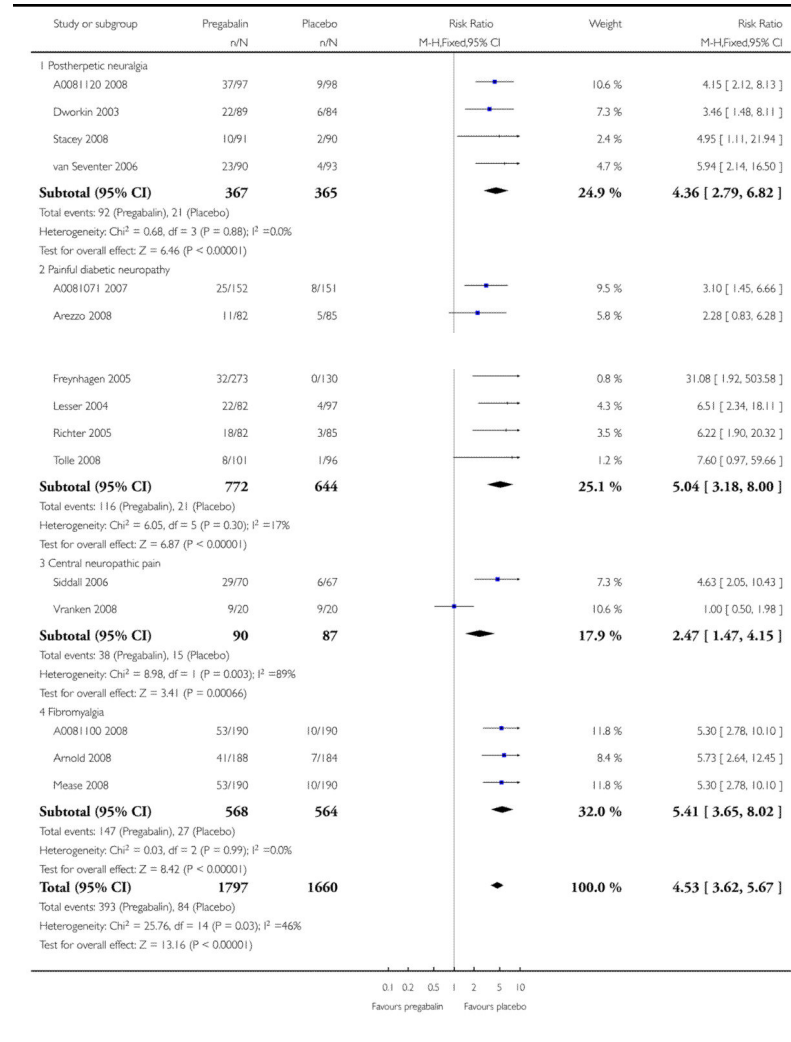 Study or subgroup Pregabalin Placebo Risk Ratio Weight Risk Ratio
n/N n/N M-H,Fixed,95% CI M-H,Fixed,95% CI
1 Postherpetic neuralgia
A0081120 2008 37/97 9/98 10.6 % 4.15 [ 2.12, 8.13 ]
Dworkin 2003 22/89 6/84 7.3 % 3.46 [ 1.48, 8.11 ]
Stacey 2008 10/91 2/90 2.4 % 4.95 [ 1.11, 21.94 ]
van Seventer 2006 23/90 4/93 4.7 % 5.94 [ 2.14, 16.50 ]
Subtotal (95% CI) 367 365 24.9 % 4.36 [ 2.79, 6.82 ]
Total events: 92 (Pregabalin), 21 (Placebo)
Heterogeneity: Chi² = 0.68, df = 3 (P = 0.88); I² =0.0%
Test for overall effect: Z = 6.46 (P < 0.00001)
2 Painful diabetic neuropathy
A0081071 2007 25/152 8/151 9.5 % 3.10 [ 1.45, 6.66 ]
Arezzo 2008 11/82 5/85 5.8 % 2.28 [ 0.83, 6.28 ]
Freynhagen 2005 32/273 0/130 0.8 % 31.08 [ 1.92, 503.58 ]
Lesser 2004 22/82 4/97 4.3 % 6.51 [ 2.34, 18.11 ]
Richter 2005 18/82 3/85 3.5 % 6.22 [ 1.90, 20.32 ]
Tolle 2008 8/101 1/96 1.2 % 7.60 [ 0.97, 59.66 ]
Subtotal (95% CI) 772 644 25.1 % 5.04 [ 3.18, 8.00 ]
Total events: 116 (Pregabalin), 21 (Placebo)
Heterogeneity: Chi² = 6.05, df = 5 (P = 0.30); I² =17%
Test for overall effect: Z = 6.87 (P < 0.00001)
3 Central neuropathic pain
Siddall 2006 29/70 6/67 7.3 % 4.63 [ 2.05, 10.43 ]
Vranken 2008 9/20 9/20 10.6 % 1.00 [ 0.50, 1.98 ]
Subtotal (95% CI) 90 87 17.9 % 2.47 [ 1.47, 4.15 ]
Total events: 38 (Pregabalin), 15 (Placebo)
Heterogeneity: Chi² = 8.98, df = 1 (P = 0.003); I² =89%
Test for overall effect: Z = 3.41 (P = 0.00066)
4 Fibromyalgia
A0081100 2008 53/190 10/190 11.8 % 5.30 [ 2.78, 10.10 ]
Arnold 2008 41/188 7/184 8.4 % 5.73 [ 2.64, 12.45 ]
Mease 2008 53/190 10/190 11.8 % 5.30 [ 2.78, 10.10 ]
Subtotal (95% CI) 568 564 32.0 % 5.41 [ 3.65, 8.02 ]
Total events: 147 (Pregabalin), 27 (Placebo)
Heterogeneity: Chi² = 0.03, df = 2 (P = 0.99); I² =0.0%
Test for overall effect: Z = 8.42 (P < 0.00001)
Total (95% CI) 1797 1660 100.0 % 4.53 [ 3.62, 5.67 ]
Total events: 393 (Pregabalin), 84 (Placebo)
Heterogeneity: Chi² = 25.76, df = 14 (P = 0.03); I² =46%
Test for overall effect: Z = 13.16 (P < 0.00001)
0.1 0.2 0.5 1 2 5 10
Favours pregabalin Favours placebo